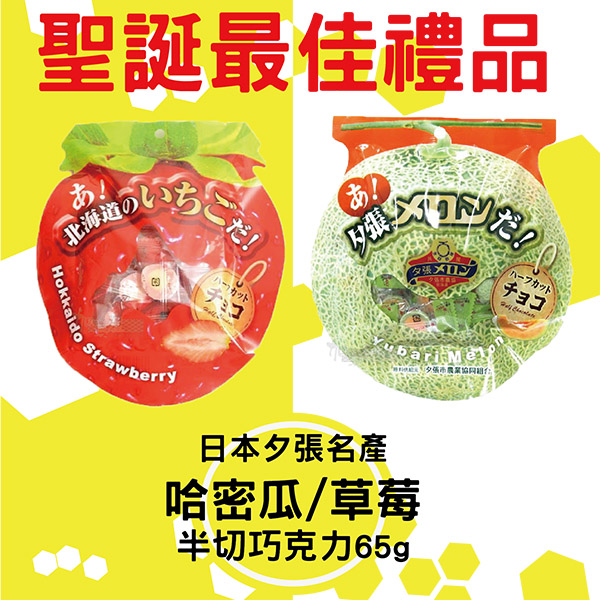 聖誕最佳禮品
あ!
北海道のいちごだ!
ハーフカット
チョコ
Half Chocolate
Hokkaido Strawberry
あ!
夕張メロンだ!
夕張メロン
ハーフカット
チョコ
Half Chocolate
Yubari Melon
夕張市農業協同組合
日本夕張名產
哈密瓜/草莓
半切巧克力65g